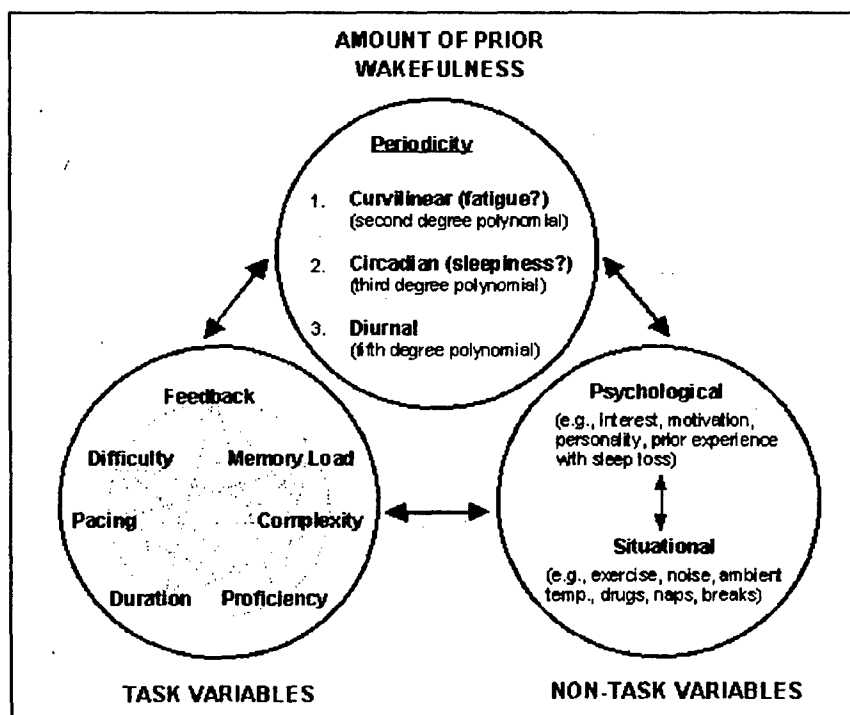 AMOUNT OF PRIOR
WAKEFULNESS
Periodicity
1. Curvilinear (fatigue?)
(second degree polynomial)
2. Circadian (sleepiness?)
(third degree polynomial)
3. Diurnal
(fifth degree polynomial)
Feedback
Difficulty Memory Load
Pacing Complexity
Duration Proficiency
TASK VARIABLES
Psychological
(e.g., interest, motivation,
personality, prior experience
with sleep loss)
Situational
(e.g., exercise, noise, ambient
temp., drugs, naps, breaks)
NON-TASK VARIABLES